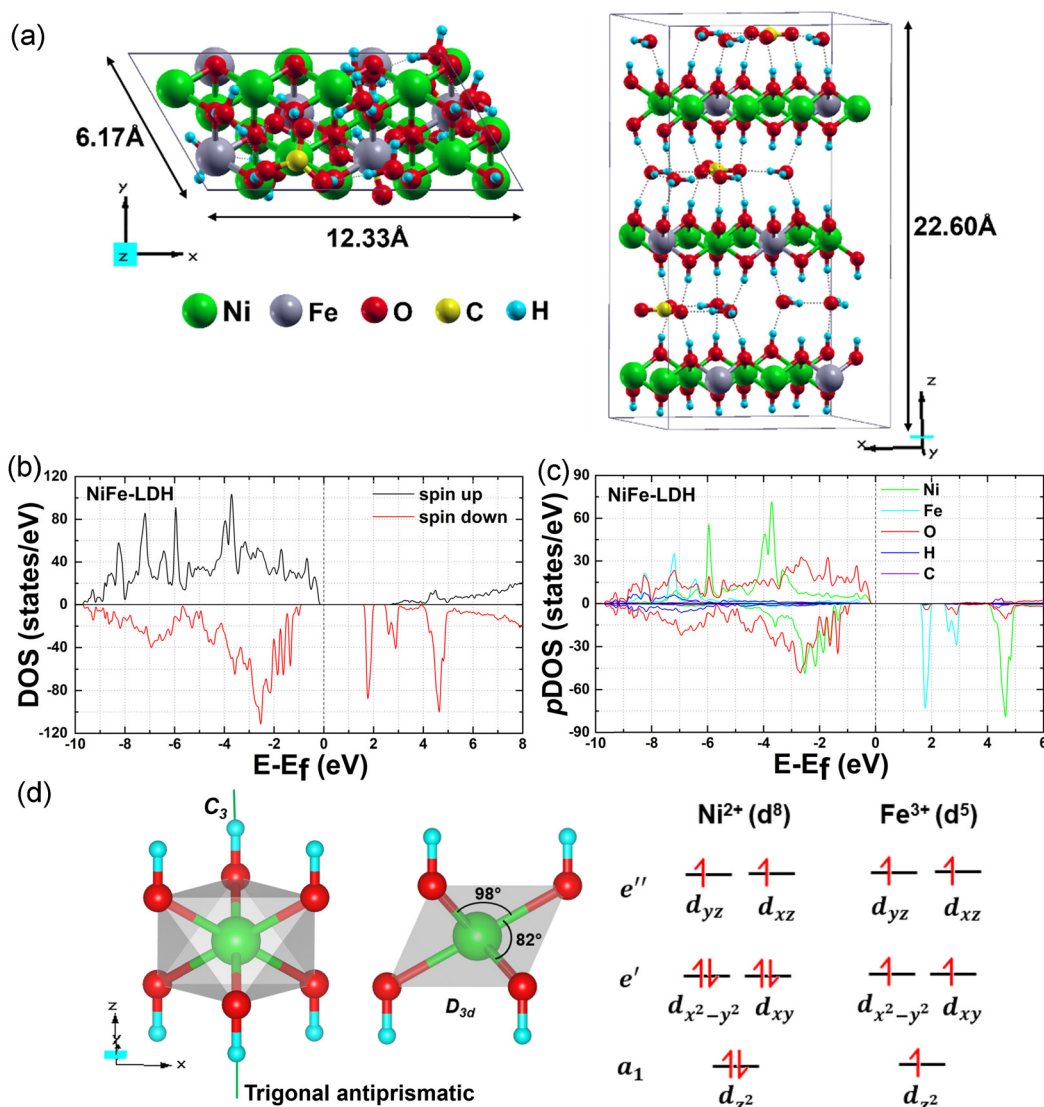 (a)
6.17Å
12.33Å
22.60Å
y
z
x
z
x
y
Ni Fe O C H
(b)
NiFe-LDH
spin up
spin down
DOS (states/eV)
120
80
40
0
-40
-80
-120
-10 -8 -6 -4 -2 0 2 4 6 8
E-Ef (eV)
(c)
NiFe-LDH
Ni
Fe
O
H
C
pDOS (states/eV)
90
60
30
0
-30
-60
-90
-10 -8 -6 -4 -2 0 2 4 6
E-Ef (eV)
(d)
C3
98°
82°
D3d
z
y
x
Trigonal antiprismatic
Ni2+ (d8) Fe3+ (d5)
e′′
dyz dxz dyz dxz
e′
dx2−y2 dxy dx2−y2 dxy
a1
dz2 dz2